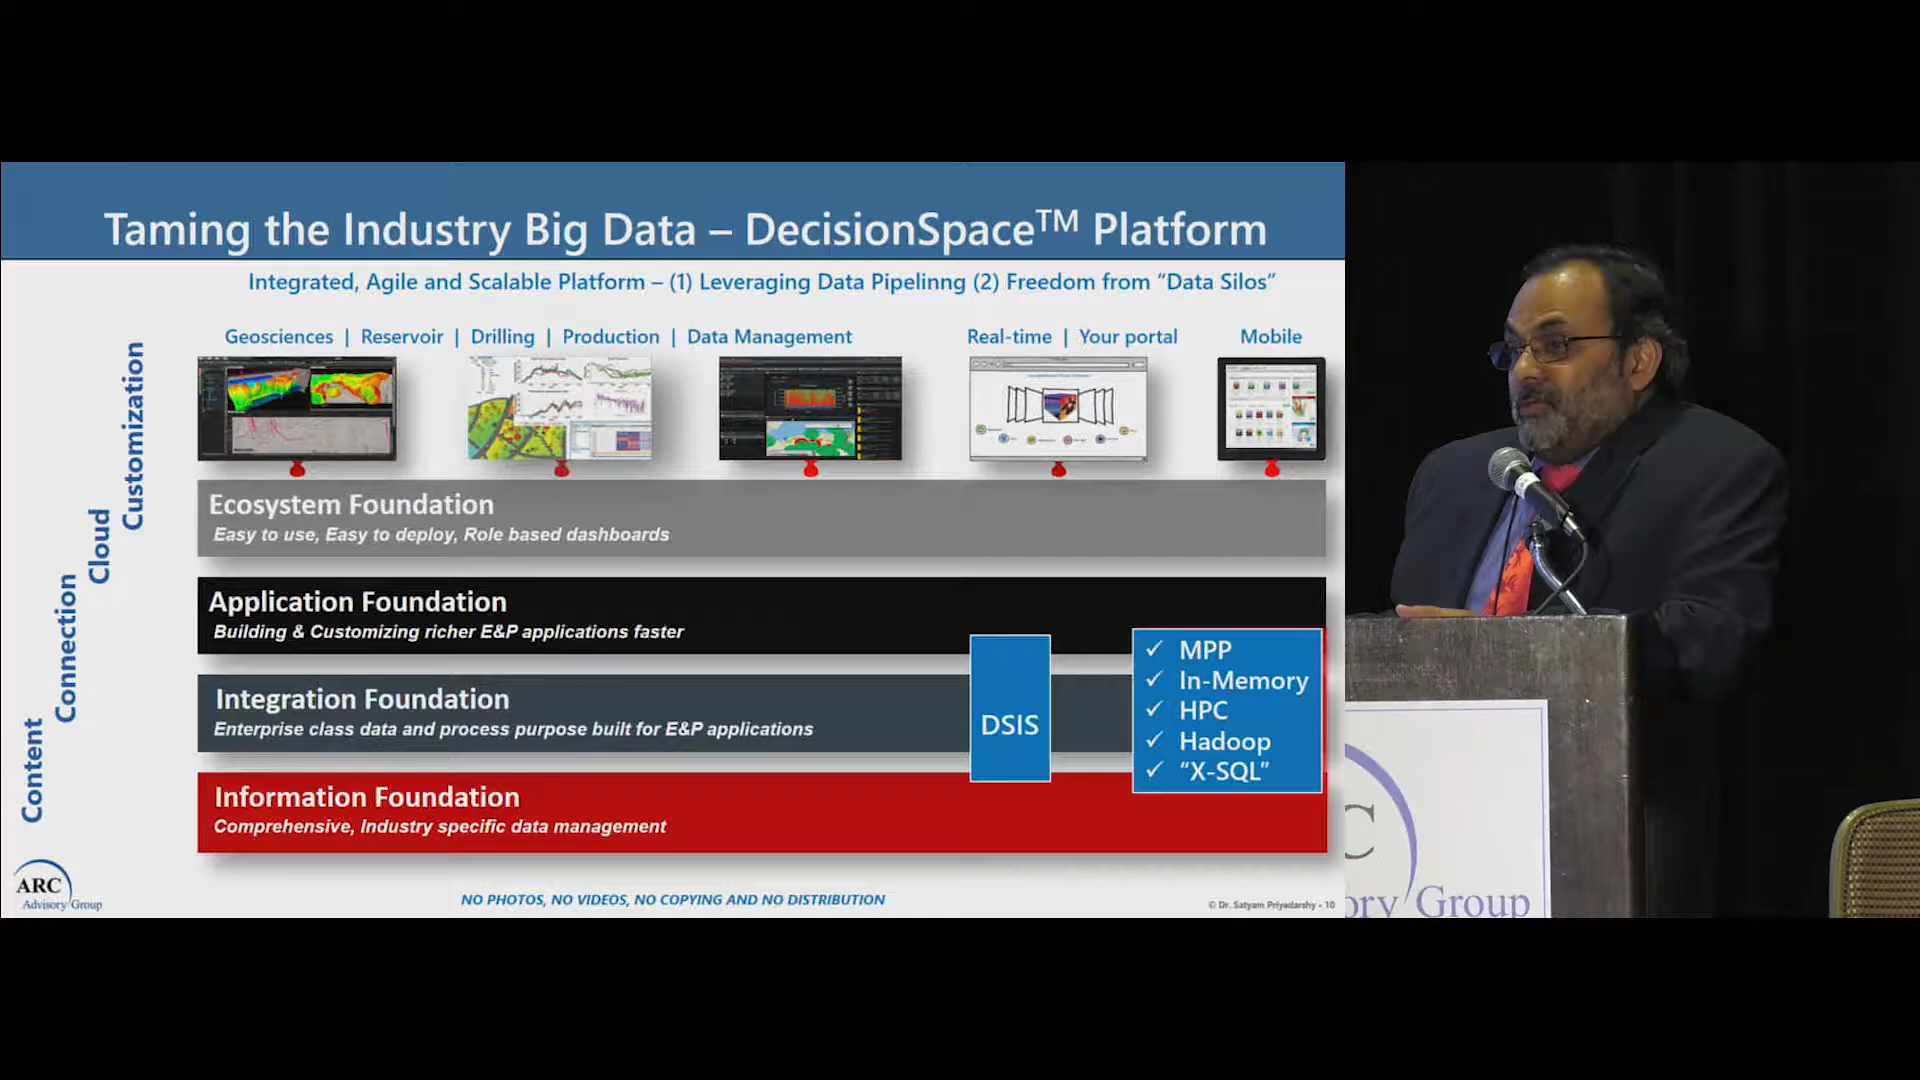 Taming the Industry Big Data – DecisionSpace™ Platform
Integrated, Agile and Scalable Platform – (1) Leveraging Data Pipelinng (2) Freedom from “Data Silos”
Geosciences | Reservoir | Drilling | Production | Data Management
Real-time | Your portal
Mobile
Customization
Cloud
Connection
Content
Ecosystem Foundation
Easy to use, Easy to deploy, Role based dashboards
Application Foundation
Building & Customizing richer E&P applications faster
Integration Foundation
Enterprise class data and process purpose built for E&P applications
Information Foundation
Comprehensive, Industry specific data management
DSIS
✓ MPP
✓ In-Memory
✓ HPC
✓ Hadoop
✓ “X-SQL”
ARC
Advisory Group
NO PHOTOS, NO VIDEOS, NO COPYING AND NO DISTRIBUTION
© Dr. Satyam Priyadarshy - 10
C
ory Group